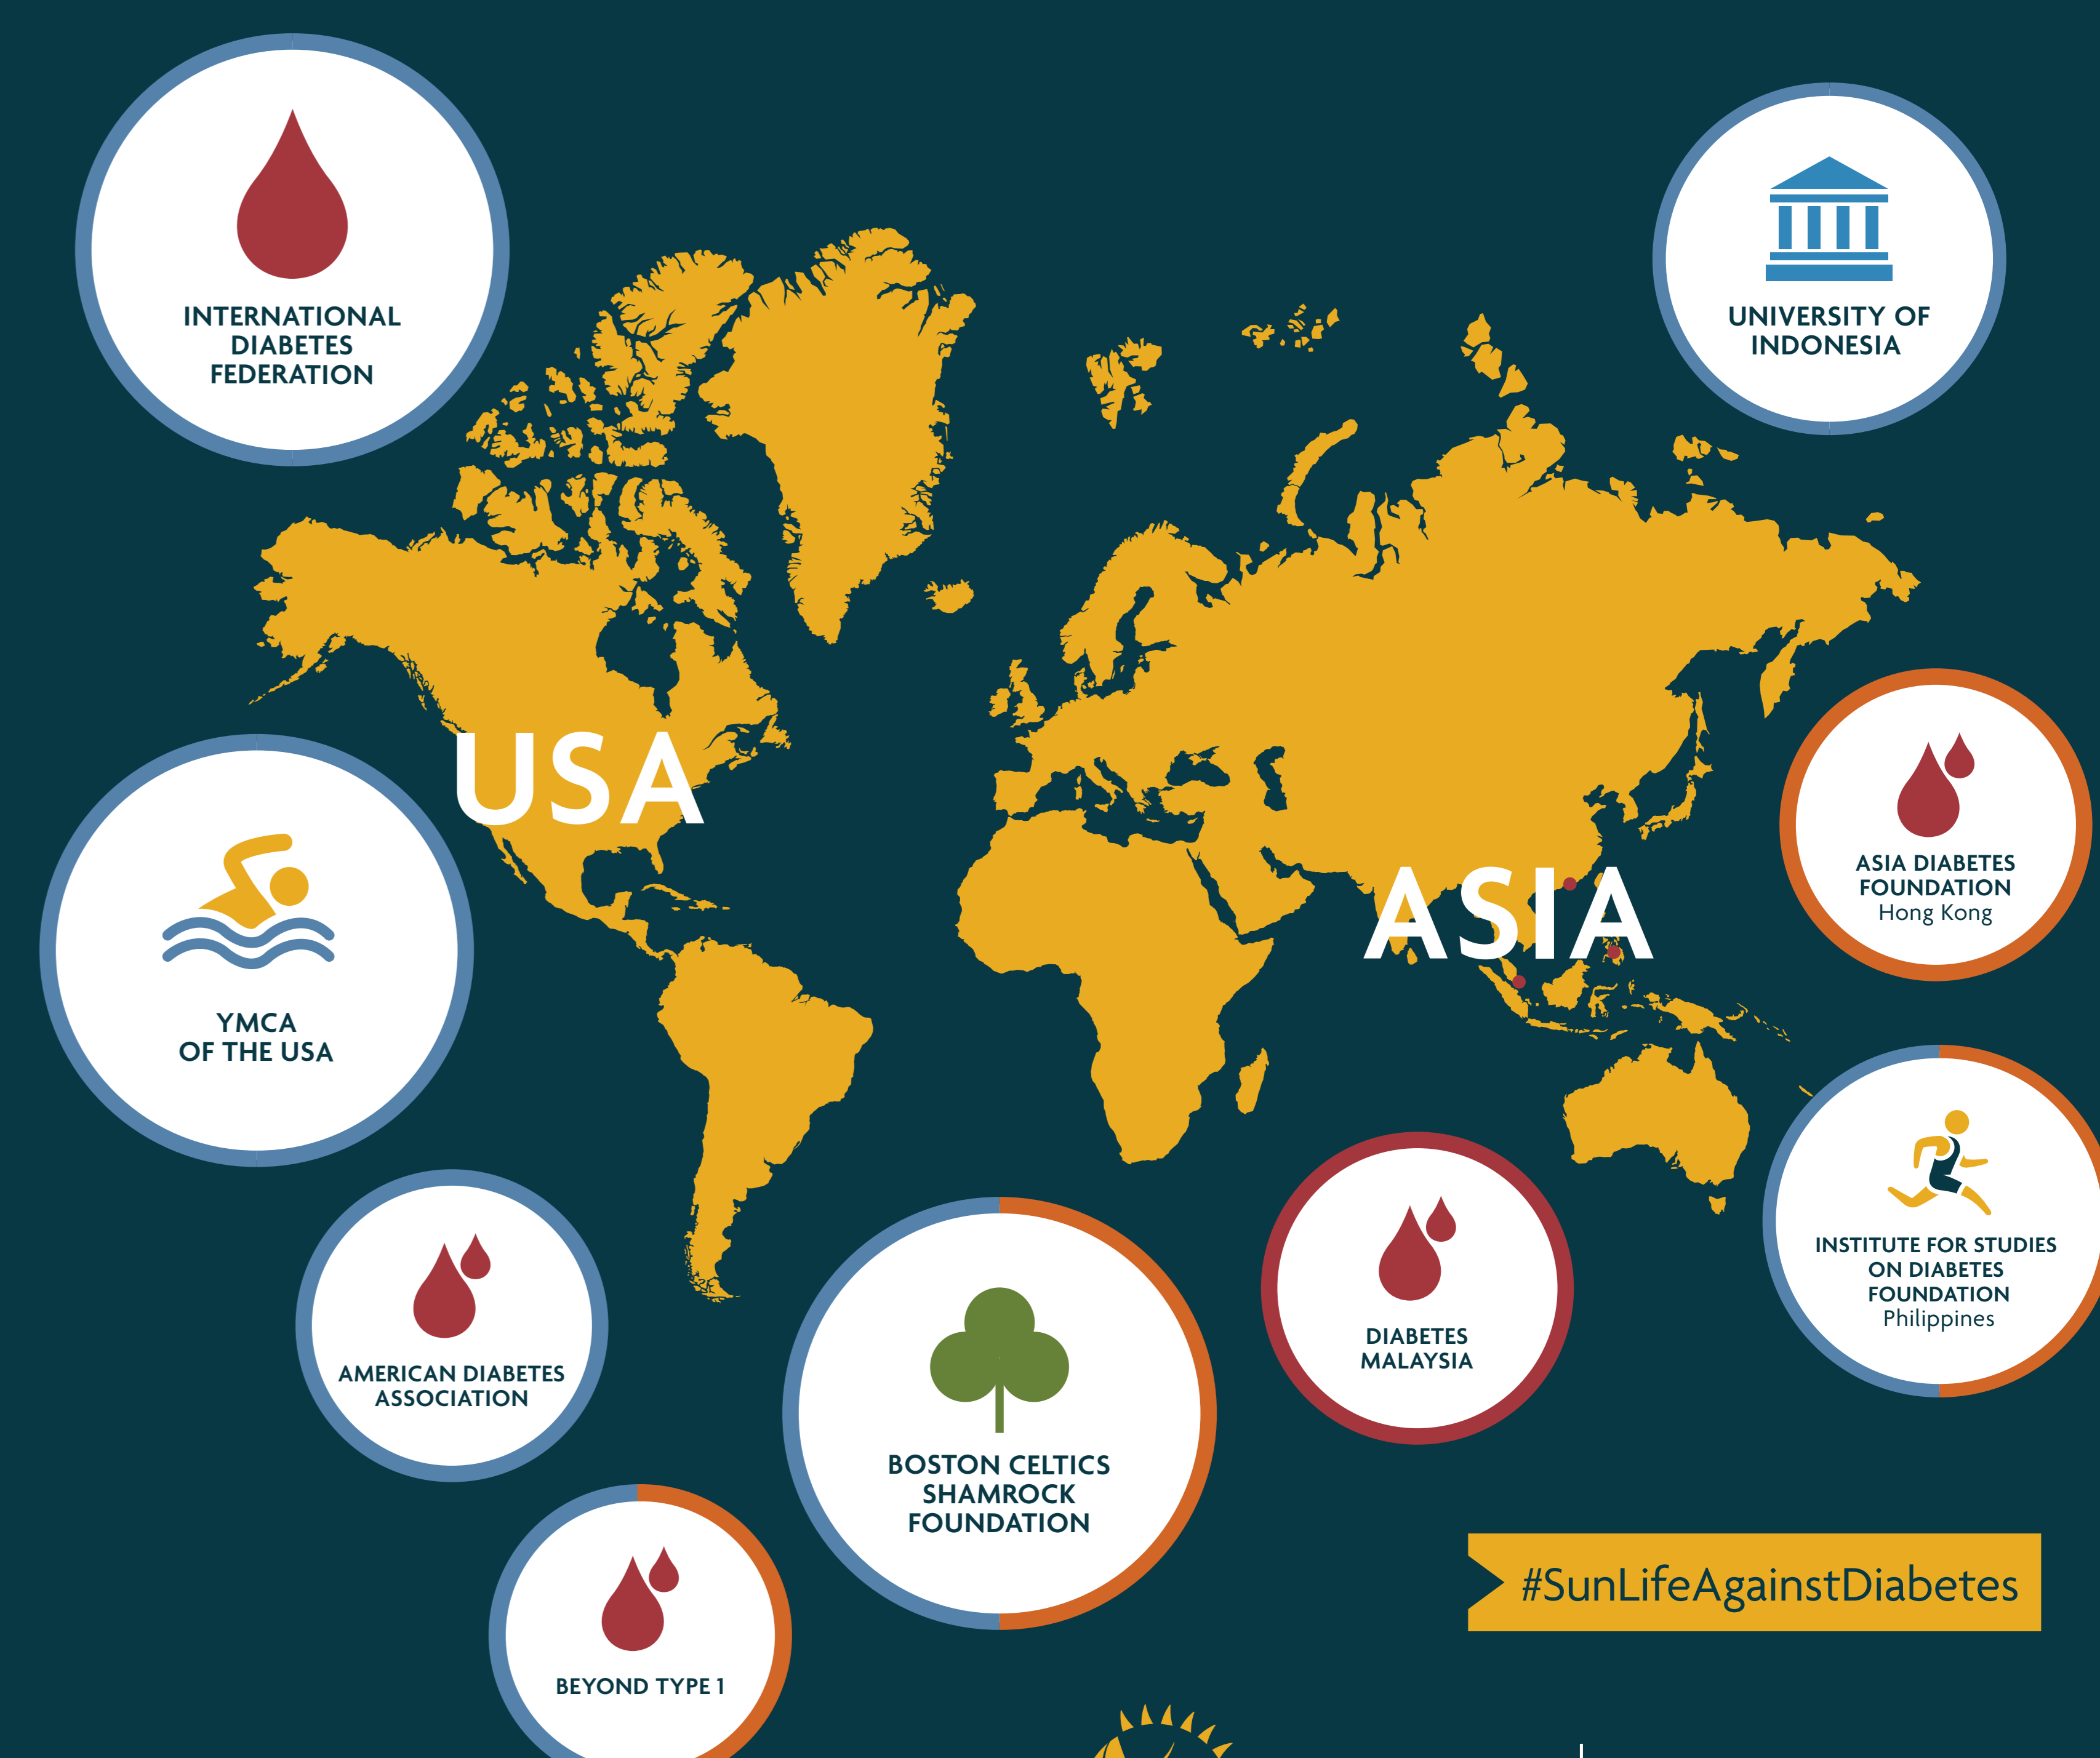 INTERNATIONAL
DIABETES
FEDERATION
UNIVERSITY OF
INDONESIA
USA
ASIA
ASIA DIABETES
FOUNDATION
Hong Kong
YMCA
OF THE USA
INSTITUTE FOR STUDIES
ON DIABETES
FOUNDATION
Philippines
DIABETES
MALAYSIA
AMERICAN DIABETES
ASSOCIATION
BOSTON CELTICS
SHAMROCK
FOUNDATION
#SunLifeAgainstDiabetes
BEYOND TYPE 1